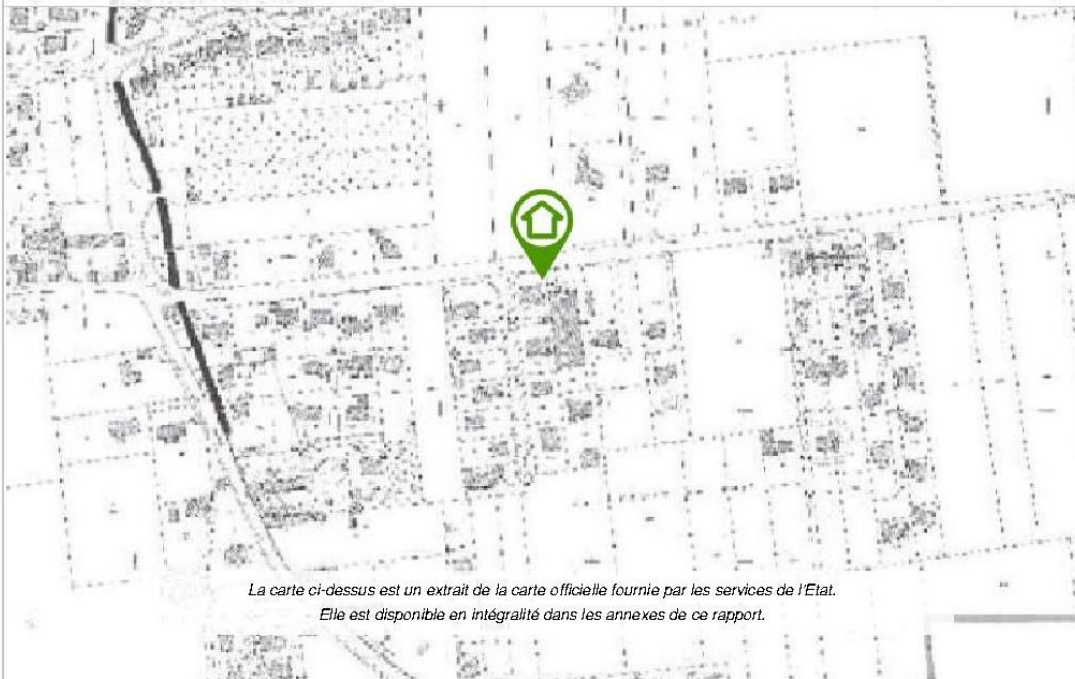 La carte ci-dessus est un extrait de la carte officielle fournie par les services de l'Etat.
Elle est disponible en intégralité dans les annexes de ce rapport.